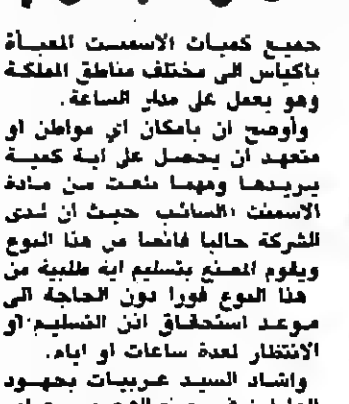 جميع كميات الاسمنت المعبأة
باكياس الى مختلف مناطق المملكة
وهو يعمل على مدار الساعة.
وأوضح ان بامكان اي مواطن او
متعهد ان يحصل على اية كمية
يريدها ومهما بلغت من مادة
الاسمنت السائب حيث ان لدى
الشركة حاليا فائضا من هذا النوع
ويقوم المصنع بتسليم اية طلبية من
هذا النوع فورا دون الحاجة الى
موعد استحقاق اذن التسليم او
الانتظار لعدة ساعات او ايام.
واشاد السيد عربيات بجهود